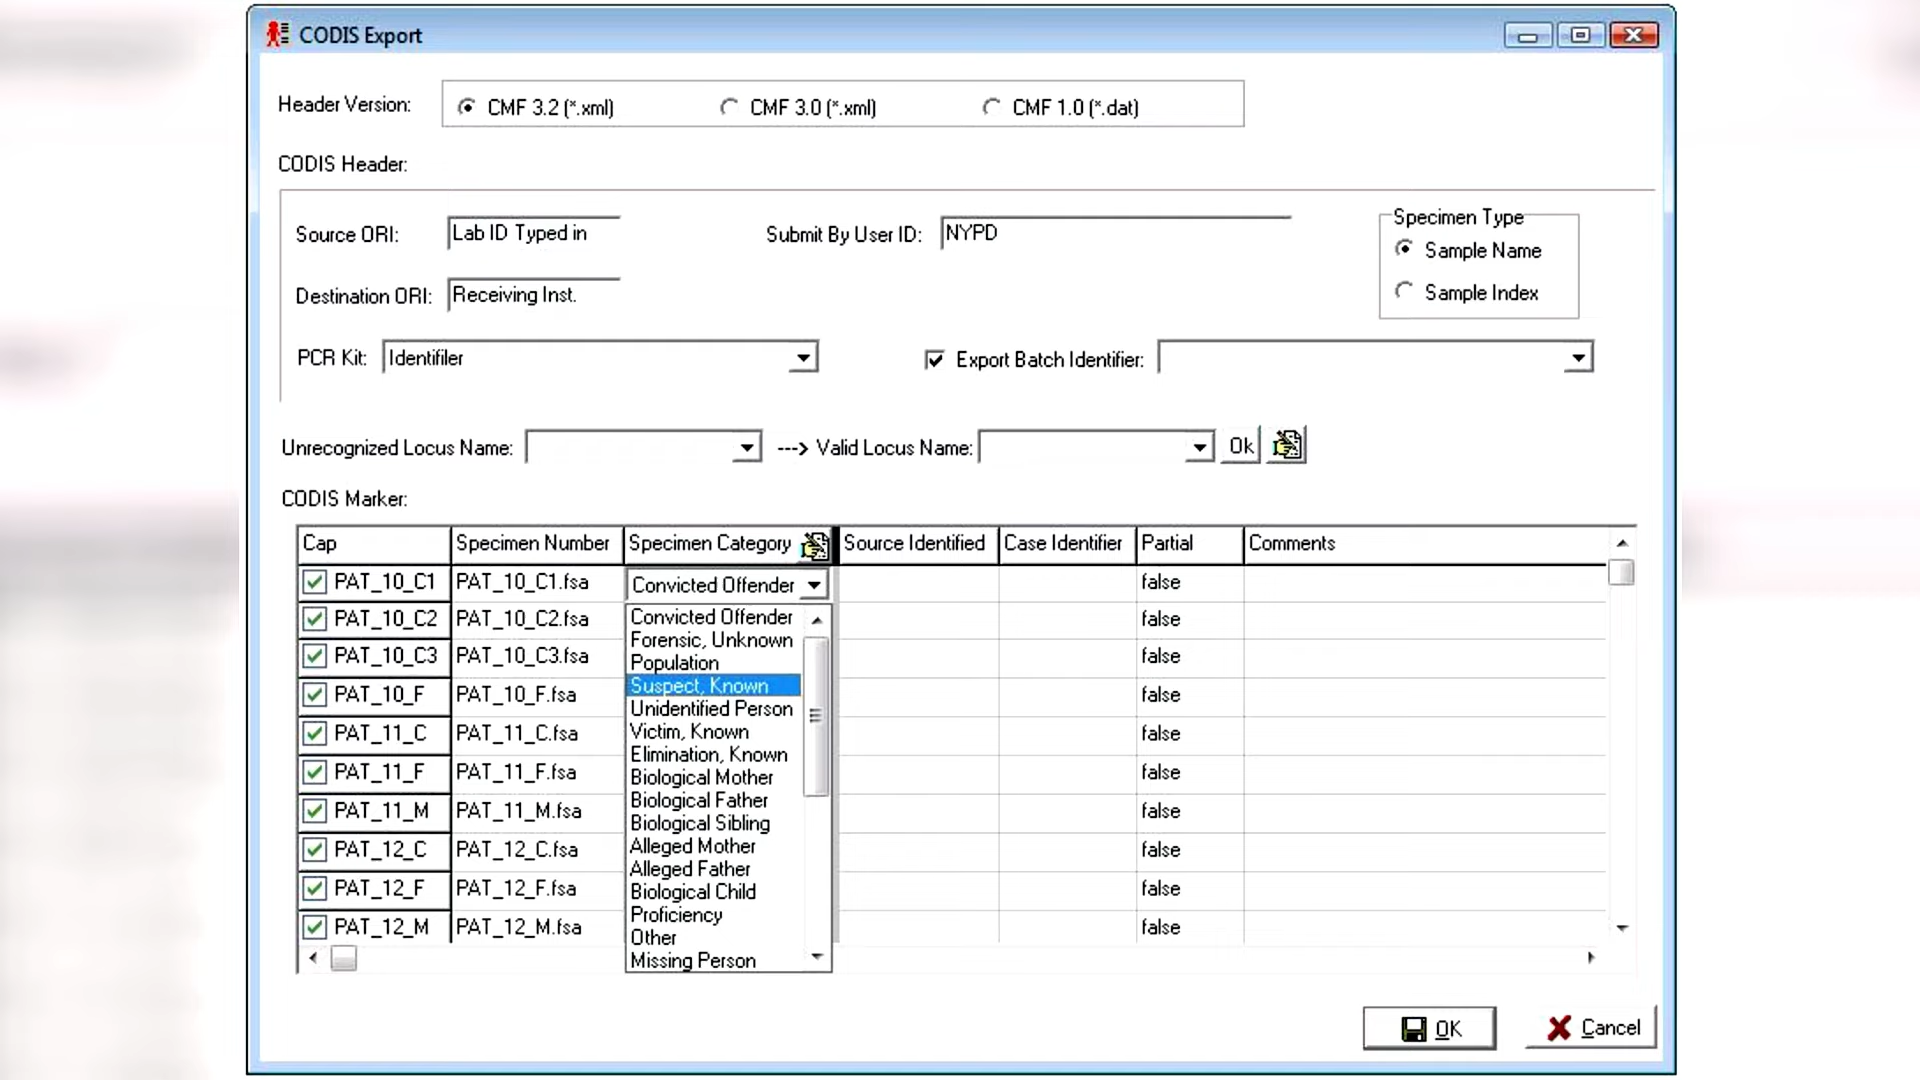 CODIS Export
Header Version: CMF 3.2 (*.xml) CMF 3.0 (*.xml) CMF 1.0 (*.dat)
CODIS Header:
Source ORI: Lab ID Typed in Submit By User ID: NYPD
Specimen Type
Sample Name
Sample Index
Destination ORI: Receiving Inst.
PCR Kit: Identifiler Export Batch Identifier:
Unrecognized Locus Name: ---> Valid Locus Name: Ok
CODIS Marker:
Cap Specimen Number Specimen Category Source Identified Case Identifier Partial Comments
PAT_10_C1 PAT_10_C1.fsa Convicted Offender false
PAT_10_C2 PAT_10_C2.fsa false
PAT_10_C3 PAT_10_C3.fsa false
PAT_10_F PAT_10_F.fsa false
PAT_11_C PAT_11_C.fsa false
PAT_11_F PAT_11_F.fsa false
PAT_11_M PAT_11_M.fsa false
PAT_12_C PAT_12_C.fsa false
PAT_12_F PAT_12_F.fsa false
PAT_12_M PAT_12_M.fsa false
Convicted Offender
Forensic, Unknown
Population
Suspect, Known
Unidentified Person
Victim, Known
Elimination, Known
Biological Mother
Biological Father
Biological Sibling
Alleged Mother
Alleged Father
Biological Child
Proficiency
Other
Missing Person
OK Cancel